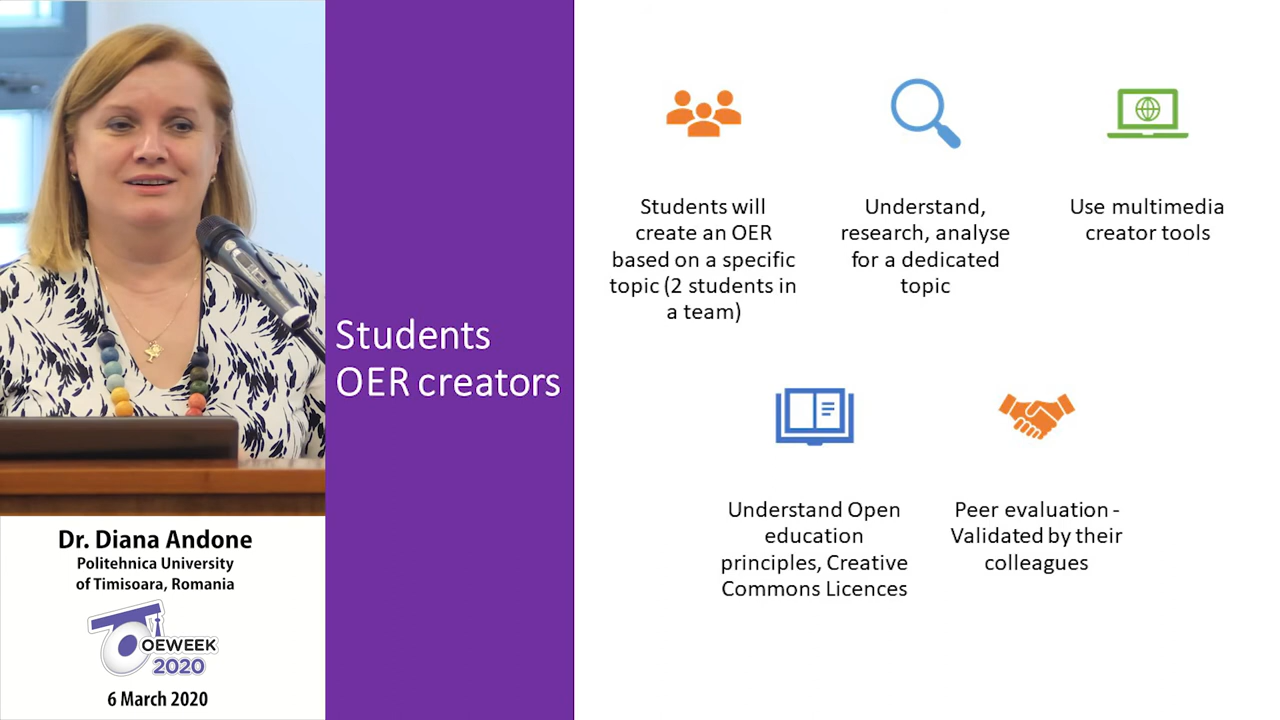 Students
OER creators
Students will
create an OER
based on a specific
topic (2 students in
a team)
Understand,
research, analyse
for a dedicated
topic
Use multimedia
creator tools
Understand Open
education
principles, Creative
Commons Licences
Peer evaluation -
Validated by their
colleagues
Dr. Diana Andone
Politehnica University
of Timisoara, Romania
OEWEEK
2020
6 March 2020